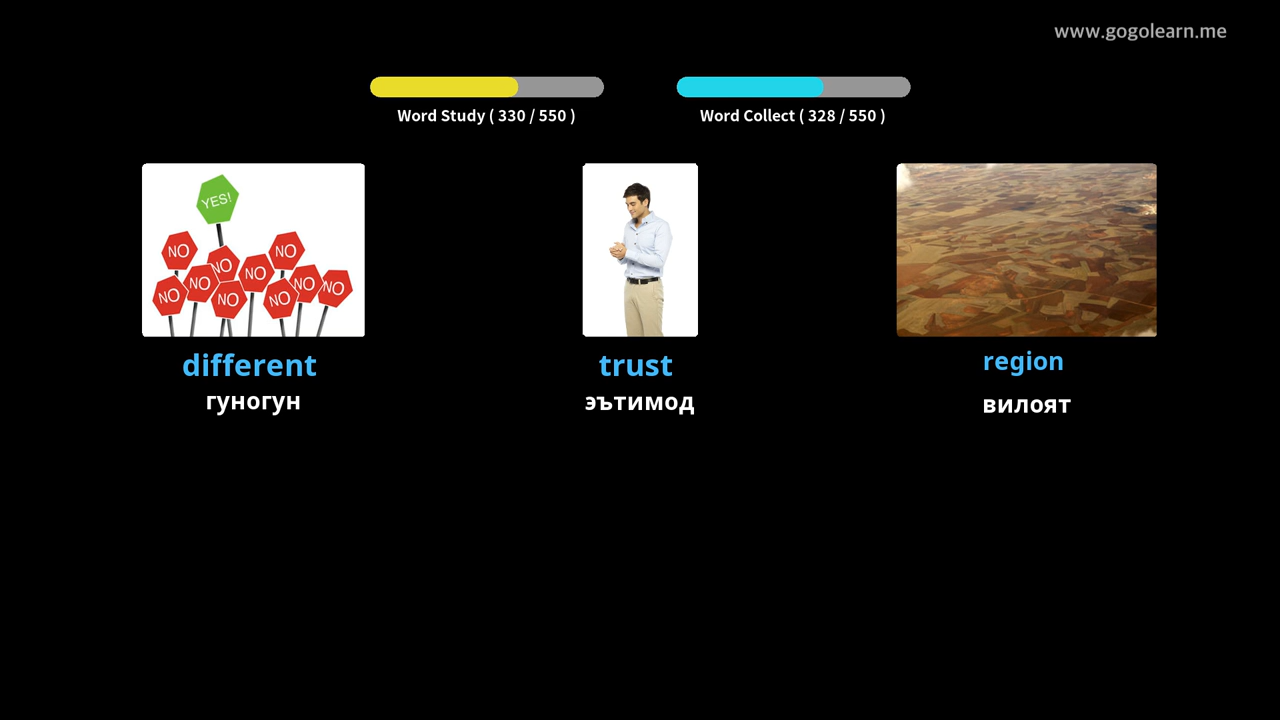 www.gogolearn.me
Word Study ( 330 / 550 )
Word Collect ( 328 / 550 )
YES!
NO
NO
NO
NO
NO
NO
NO
NO
NO
NO
different
гуногун
trust
эътимод
region
вилоят